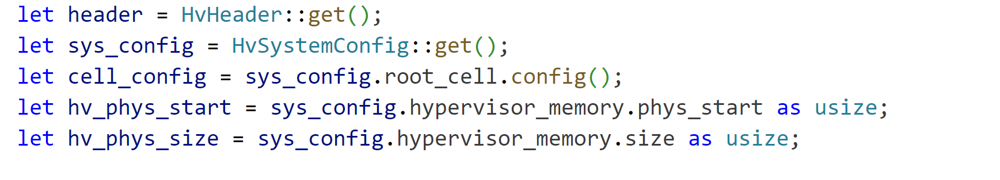 let header = HvHeader::get();
let sys_config = HvSystemConfig::get();
let cell_config = sys_config.root_cell.config();
let hv_phys_start = sys_config.hypervisor_memory.phys_start as usize;
let hv_phys_size = sys_config.hypervisor_memory.size as usize;